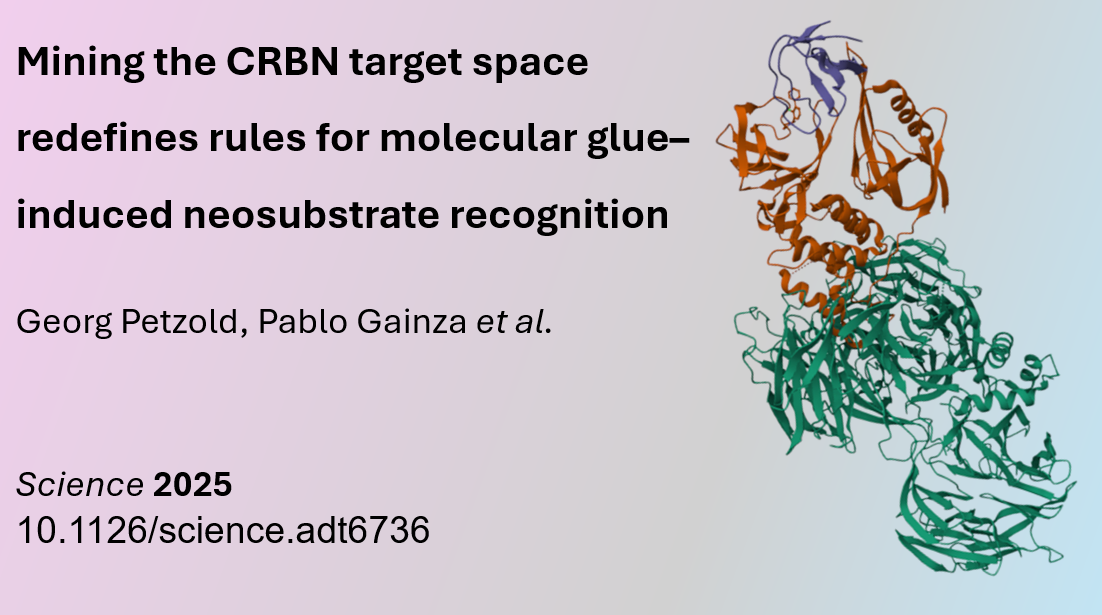 Mining the CRBN target space
redefines rules for molecular glue–
induced neosubstrate recognition
Georg Petzold, Pablo Gainza et al.
Science 2025
10.1126/science.adt6736